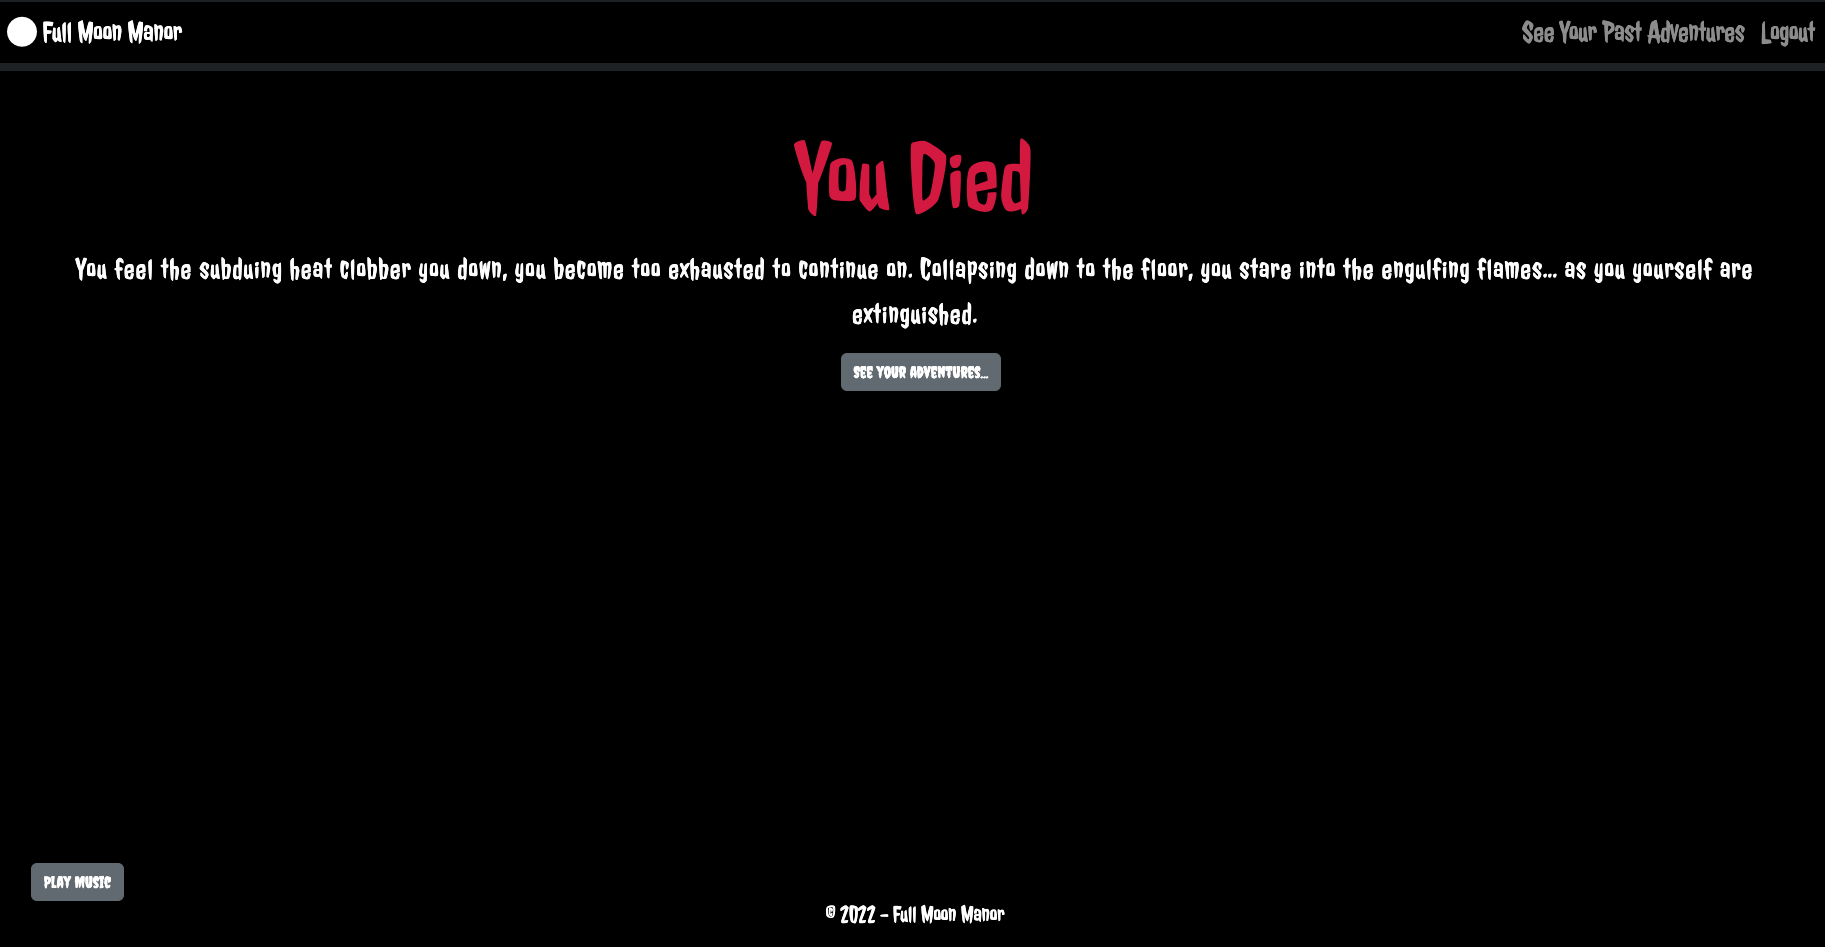 Full Moon Manor
See Your Past Adventures
Logout
You Died
You feel the subduing heat clobber you down, you become too exhausted to continue on. Collapsing down to the floor, you stare into the engulfing flames... as you yourself are
extinguished.
SEE YOUR ADVENTURES...
PLAY MUSIC
© 2022 - Full Moon Manor